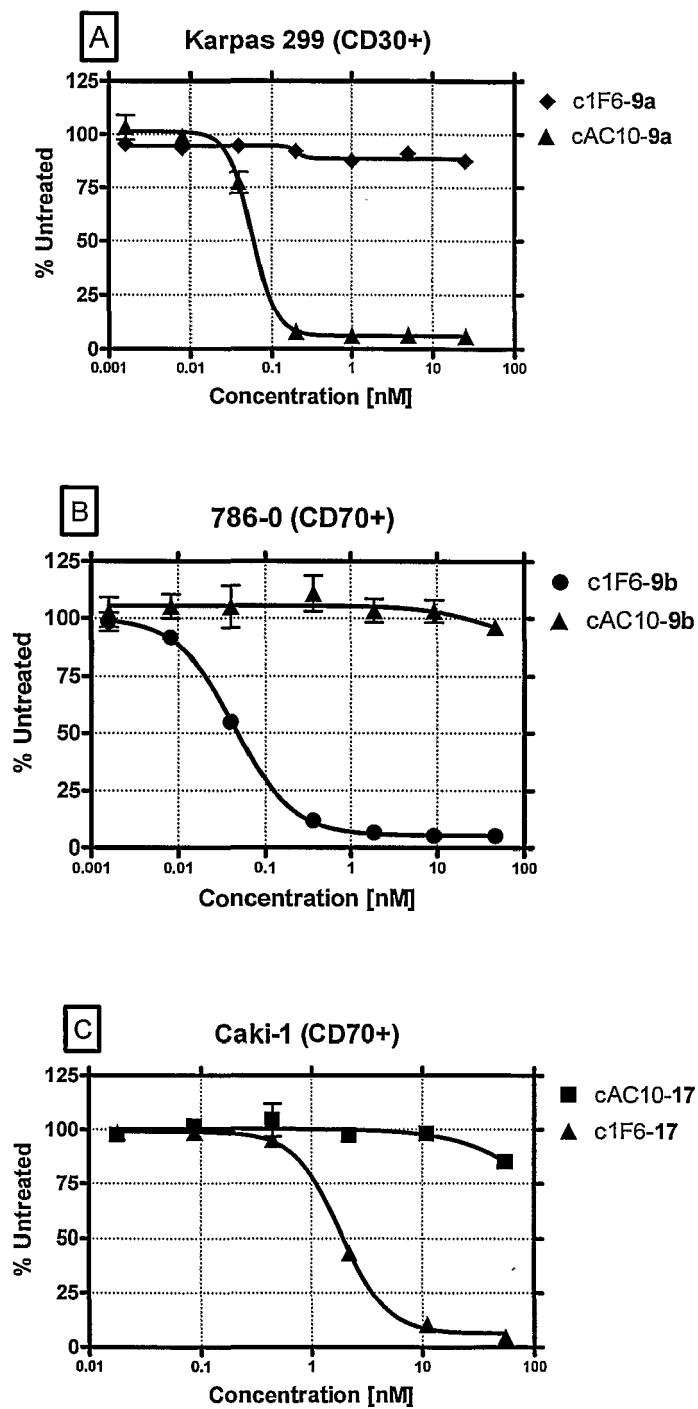 A
Karpas 299 (CD30+)
125
100
75
50
25
0
% Untreated
0.001
0.01
0.1
1
10
100
Concentration [nM]
c1F6-9a
cAC10-9a
B
786-0 (CD70+)
125
100
75
50
25
0
% Untreated
0.001
0.01
0.1
1
10
100
Concentration [nM]
c1F6-9b
cAC10-9b
C
Caki-1 (CD70+)
125
100
75
50
25
0
% Untreated
0.01
0.1
1
10
100
Concentration [nM]
cAC10-17
c1F6-17